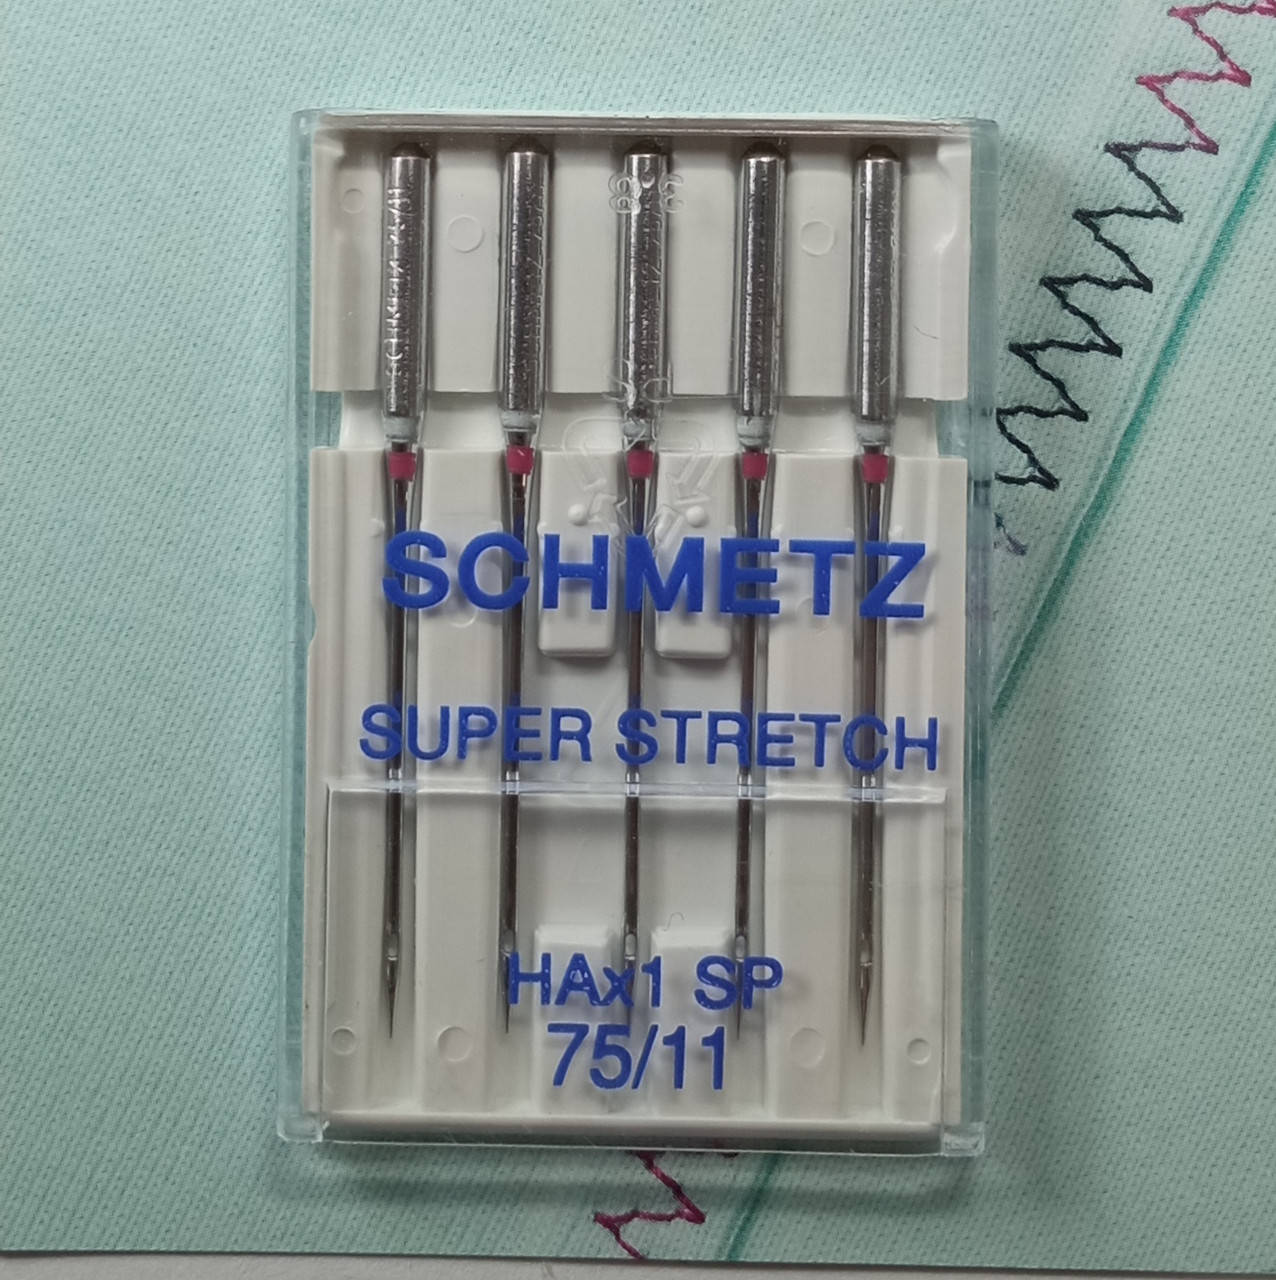 SCHMETZ
SUPER STRETCH
HAx1 SP
75/11